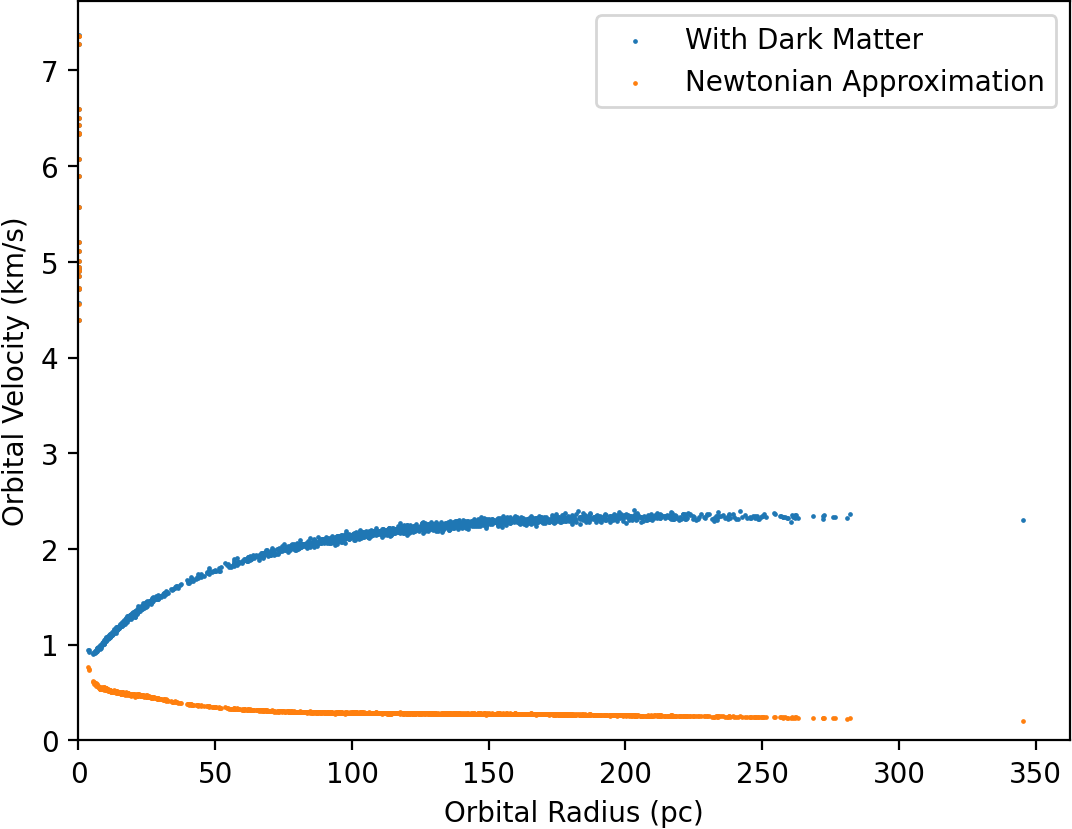 With Dark Matter
Newtonian Approximation
7
6
5
4
3
2
1
0
Orbital Velocity (km/s)
0 50 100 150 200 250 300 350
Orbital Radius (pc)